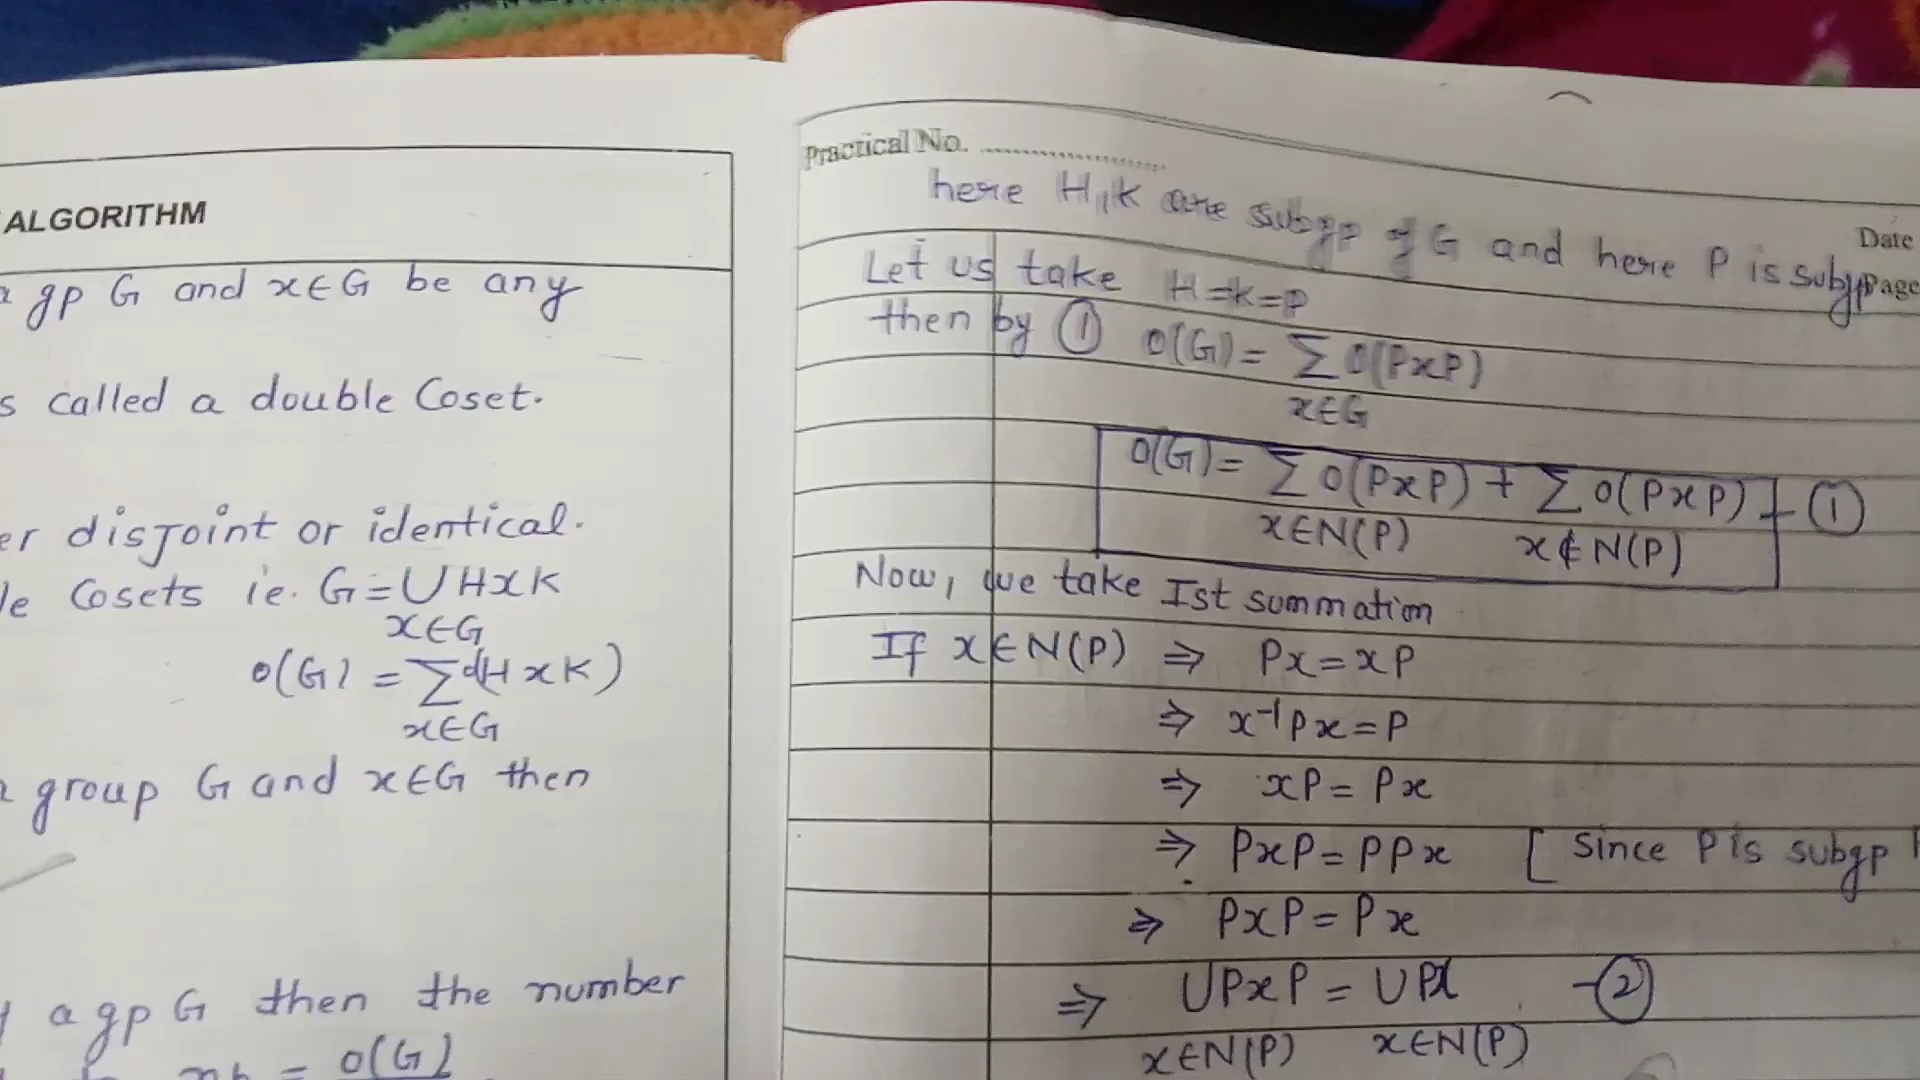 ALGORITHM
gp G and x∈G be any
s called a double Coset.
er disjoint or identical.
le Cosets ie. G=UHxK
x∈G
o(G) = ∑o(HxK)
x∈G
group G and x∈G then
a gp G then the number
= o(G)
Practical No. ..............................
Date
Page
here H,K are subgp of G and here P is subgp
Let us take H=K=P
then by ① O(G)= ∑O(PxP)
x∈G
O(G)= ∑O(PxP) + ∑O(PxP) -①
x∈N(P) x∉N(P)
Now, we take Ist summation
If x∈N(P) ⇒ Px=xP
⇒ x⁻¹Px=P
⇒ xP=Px
⇒ PxP=PPx [Since P is subgp
⇒ PxP=Px
⇒ UPxP=UPx -②
x∈N(P) x∈N(P)